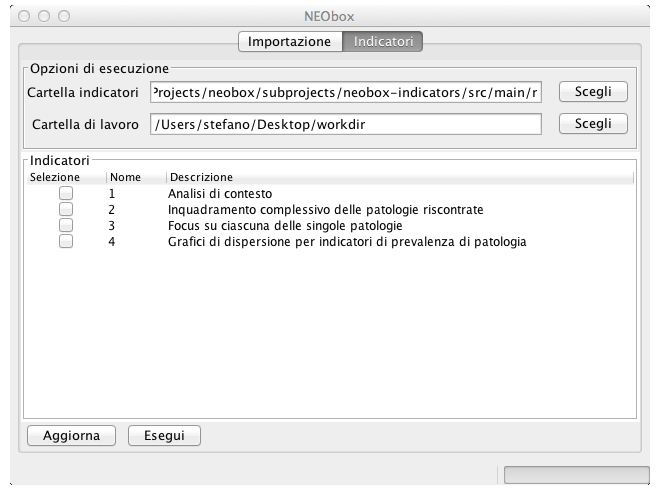 NEObox
Importazione Indicatori
Opzioni di esecuzione
Cartella indicatori Projects/neobox/subprojects/neobox-indicators/src/main/r Scegli
Cartella di lavoro /Users/stefano/Desktop/workdir Scegli
Indicatori
Selezione Nome Descrizione
1 Analisi di contesto
2 Inquadramento complessivo delle patologie riscontrate
3 Focus su ciascuna delle singole patologie
4 Grafici di dispersione per indicatori di prevalenza di patologia
Aggiorna Esegui